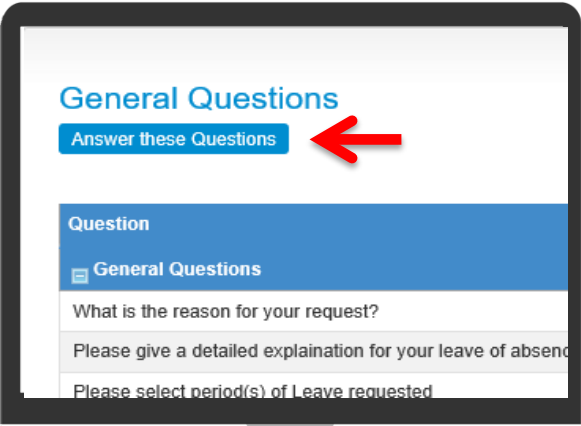 General Questions
Answer these Questions
Question
General Questions
What is the reason for your request?
Please give a detailed explaination for your leave of absenc
Please select period(s) of Leave requested